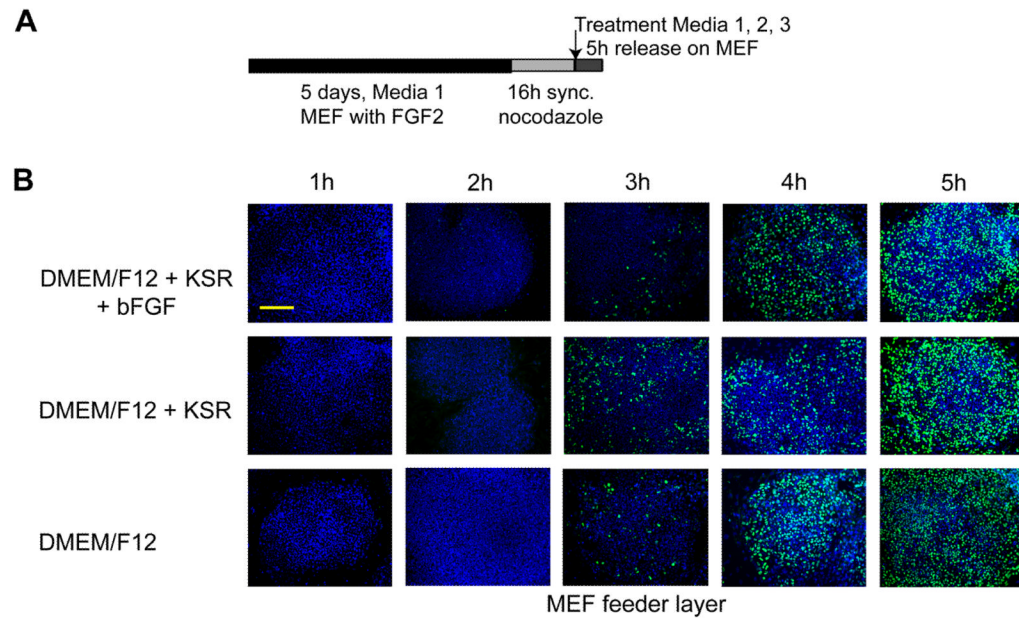 A
Treatment Media 1, 2, 3
5h release on MEF
5 days, Media 1
MEF with FGF2
16h sync.
nocodazole
B
1h 2h 3h 4h 5h
DMEM/F12 + KSR
+ bFGF
DMEM/F12 + KSR
DMEM/F12
MEF feeder layer